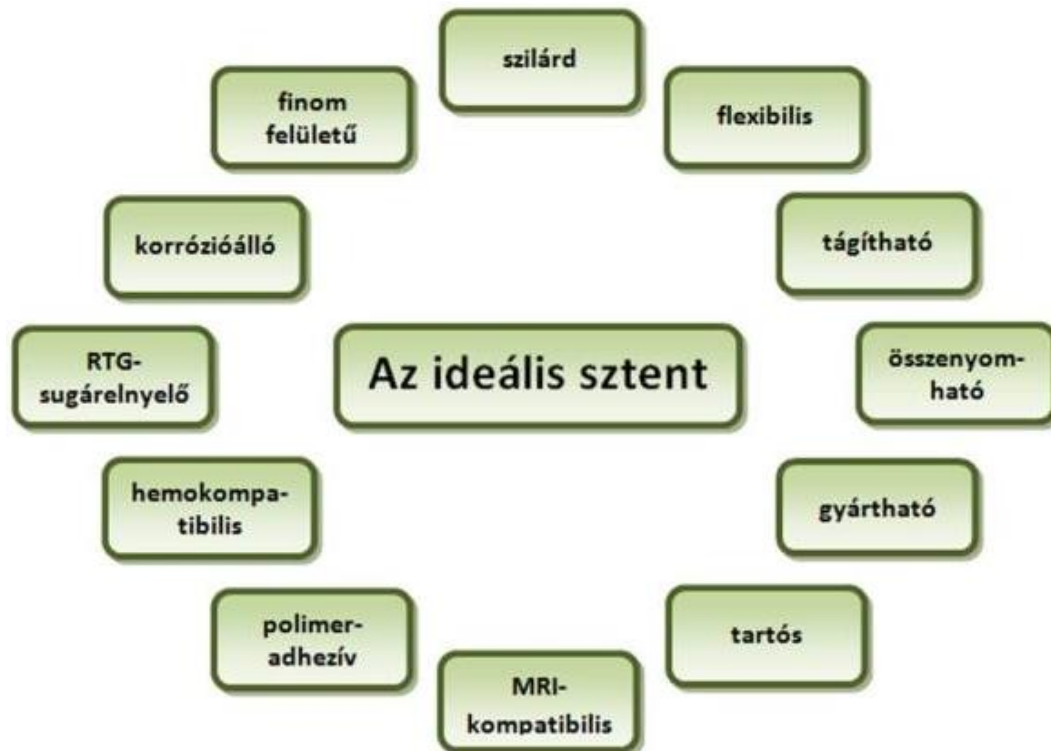 szilárd
flexibilis
tágítható
összenyom-
ható
gyártható
tartós
MRI-
kompatibilis
polimer-
adhezív
hemokompa-
tibilis
RTG-
sugárelnyelő
korrózióálló
finom
felületű
Az ideális sztent